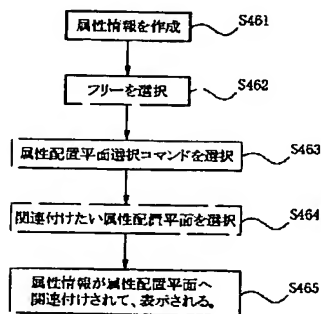 属性情報を作成
S461
フリーを選択
S462
属性配置平面選択コマンドを選択
S463
関連付けたい属性配置平面を選択
S464
属性情報が属性配置平面へ
関連付けされて、表示される。
S465